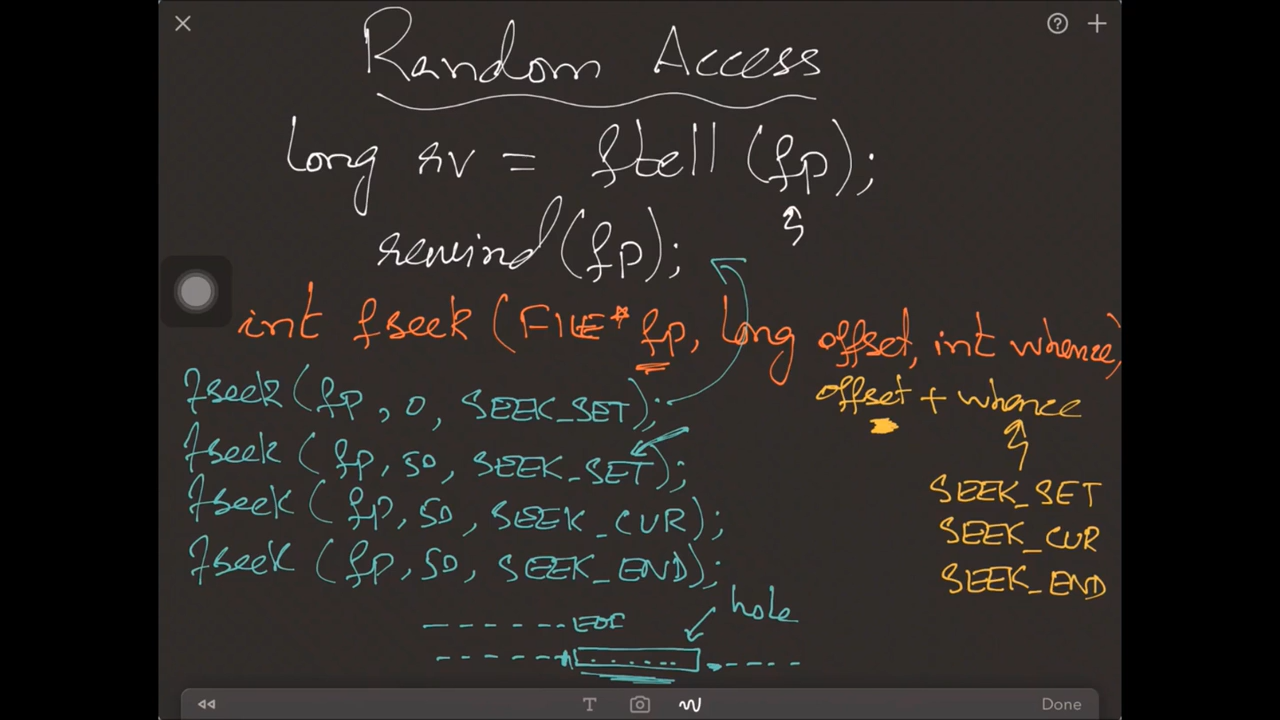 Random Access
long rv = ftell (fp);
rewind (fp);
int fseek (FILE* fp, long offset, int whence)
fseek (fp, 0, SEEK_SET);
offset + whence
fseek (fp, 50, SEEK_SET);
fseek (fp, 50, SEEK_CUR);
fseek (fp, 50, SEEK_END);
SEEK_SET
SEEK_CUR
SEEK_END
hole
------EOF
T
Done